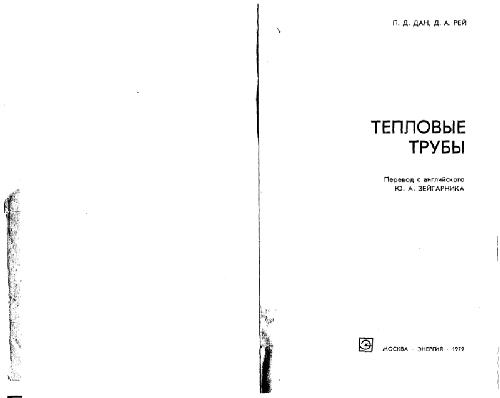 П. Д. ДАН, Д. А. РЕЙ
ТЕПЛОВЫЕ
ТРУБЫ
Перевод с английского
Ю. А. ЗЕЙГАРНИКА
МОСКВА · ЭНЕРГИЯ · 1979